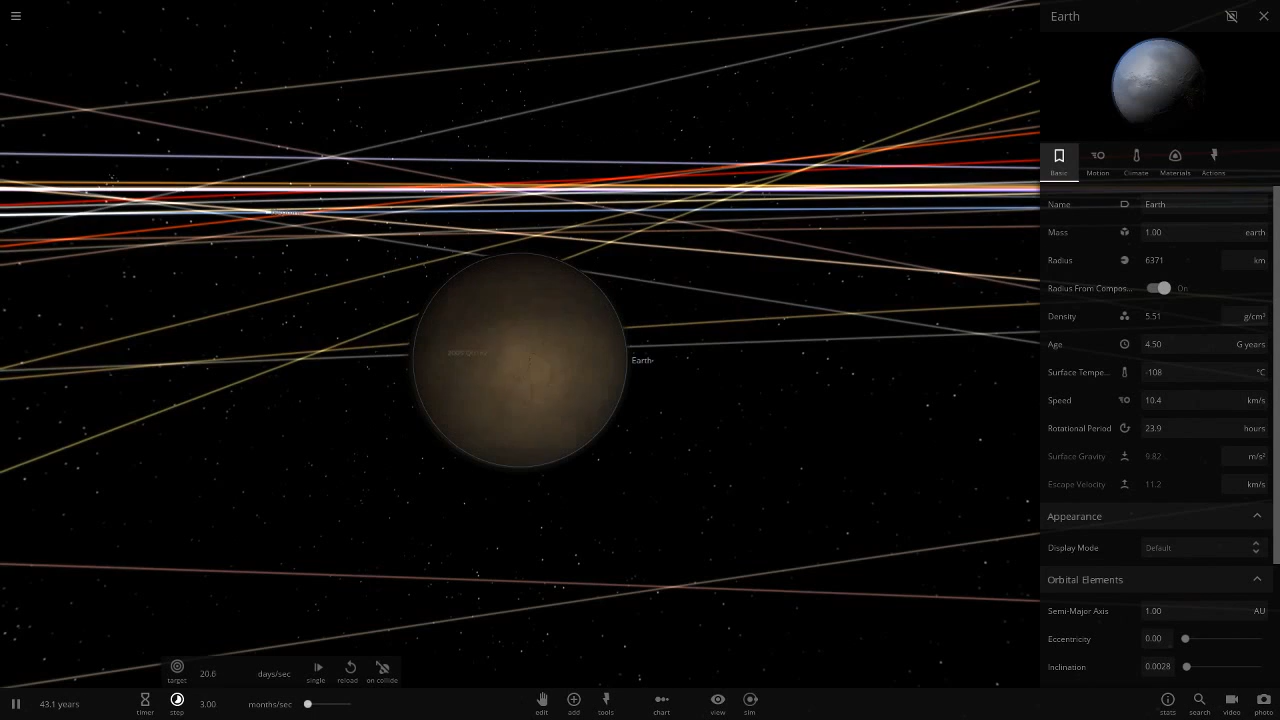 Earth
Basic
Motion
Climate
Materials
Actions
Name Earth
Mass 1.00 earth
Radius 6371 km
Radius From Compos... On
Density 5.51 g/cm³
Age 4.50 G years
Surface Tempe... -108 °C
Speed 10.4 km/s
Rotational Period 23.9 hours
Surface Gravity 9.82 m/s²
Escape Velocity 11.2 km/s
Appearance
Display Mode Default
Orbital Elements
Semi-Major Axis 1.00 AU
Eccentricity 0.00
Inclination 0.0028
Earth
target 20.6 days/sec single reload on collide
43.1 years timer step 3.00 months/sec edit add tools chart view sim stats search video photo